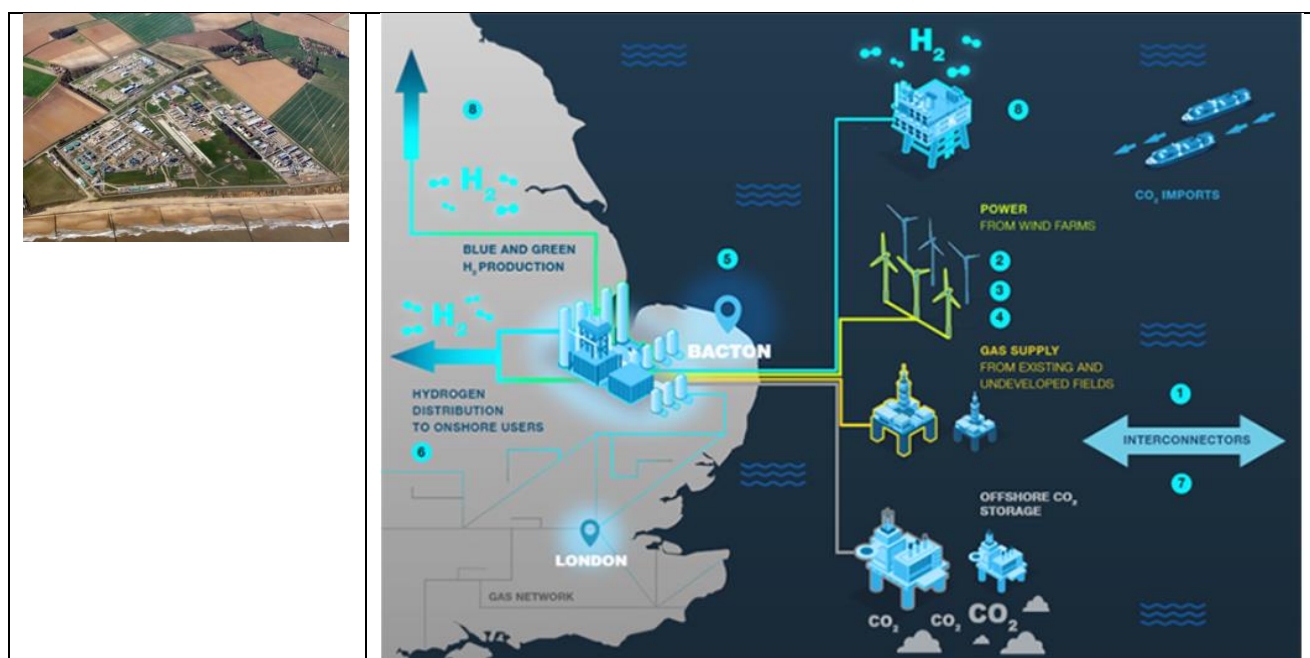 H₂
8
8
CO₂ IMPORTS
H₂
POWER
FROM WIND FARMS
BLUE AND GREEN
H₂ PRODUCTION
5
2
3
4
H₂
BACTON
GAS SUPPLY
FROM EXISTING AND
UNDEVELOPED FIELDS
HYDROGEN
DISTRIBUTION
TO ONSHORE USERS
1
INTERCONNECTORS
6
7
OFFSHORE CO₂
STORAGE
LONDON
GAS NETWORK
CO₂ CO₂ CO₂